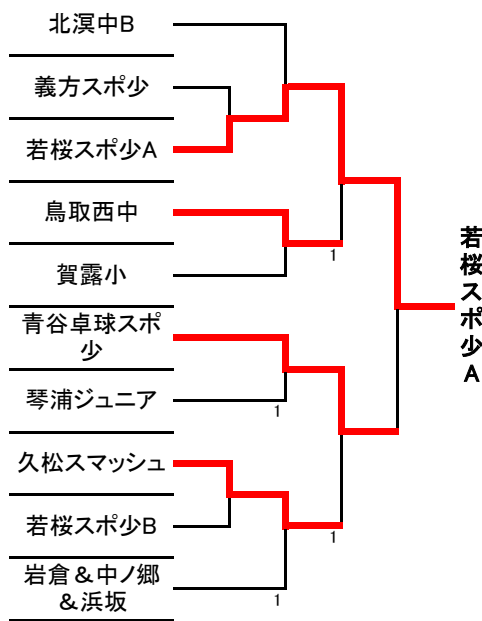 北溟中B
義方スポ少
若桜スポ少A
鳥取西中
賀露小
青谷卓球スポ
少
琴浦ジュニア
久松スマッシュ
若桜スポ少B
岩倉&中ノ郷
&浜坂
1
1
1
1
若桜スポ少A